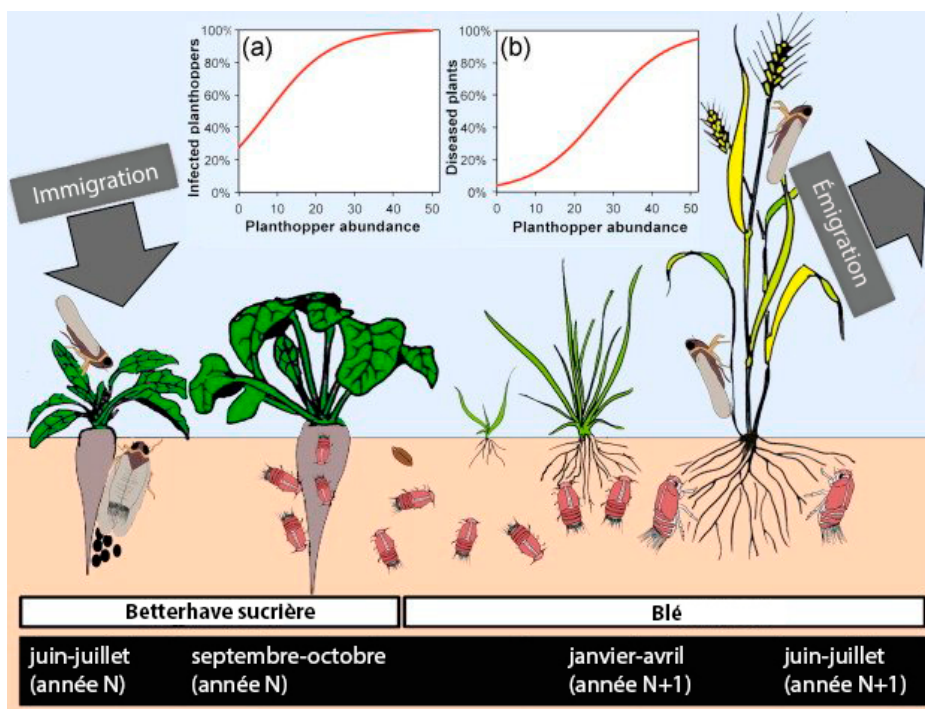 (a)
Infected planthoppers
100%
80%
60%
40%
20%
0%
0 10 20 30 40 50
Planthopper abundance
(b)
Diseased plants
100%
80%
60%
40%
20%
0%
0 10 20 30 40 50
Planthopper abundance
Immigration
Émigration
Betterhave sucrière
Blé
juin-juillet
(année N)
septembre-octobre
(année N)
janvier-avril
(année N+1)
juin-juillet
(année N+1)